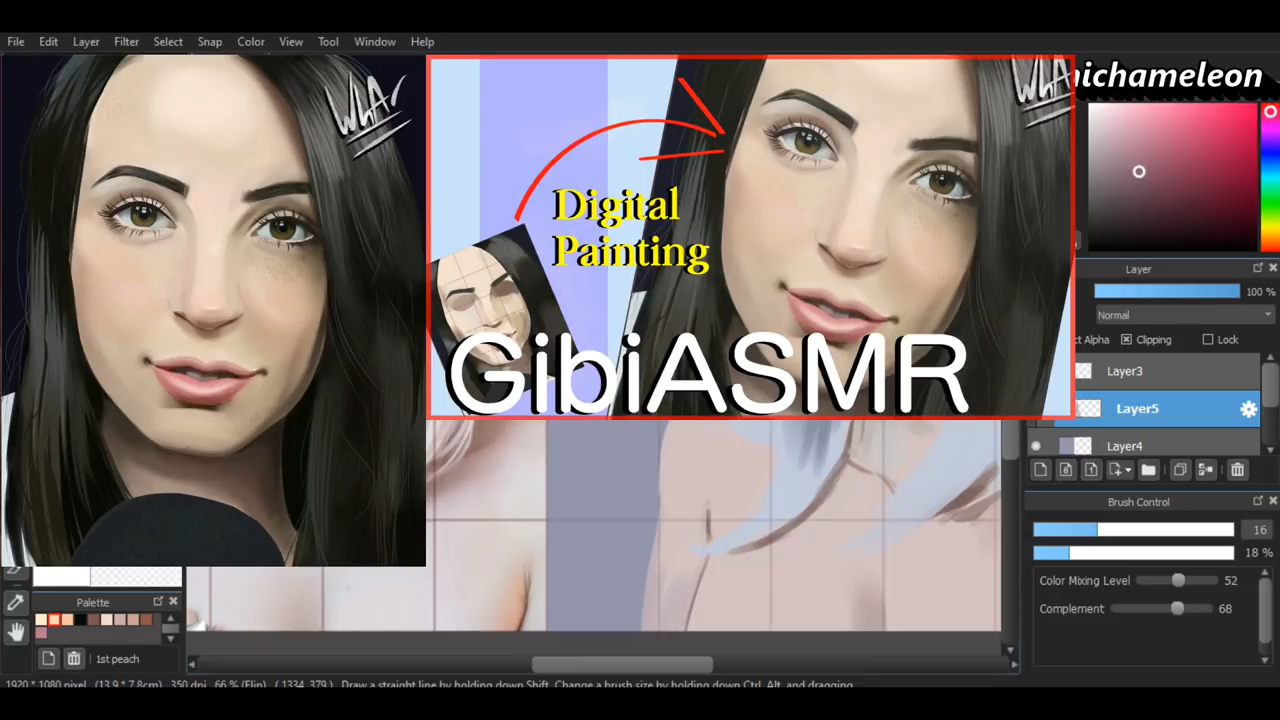 File Edit Layer Filter Select Snap Color View Tool Window Help
nichameleon
Digital
Painting
GibiASMR
Layer
100 %
Normal
ct Alpha Clipping Lock
Layer3
Layer5
Layer4
Brush Control
16
18 %
Color Mixing Level 52
Complement 68
Palette
1st peach
1920 * 1080 pixel (13.9 * 7.8cm) 350 dpi 66 % (Flip) ( 1334, 379 ) Draw a straight line by holding down Shift, Change a brush size by holding down Ctrl, Alt, and dragging